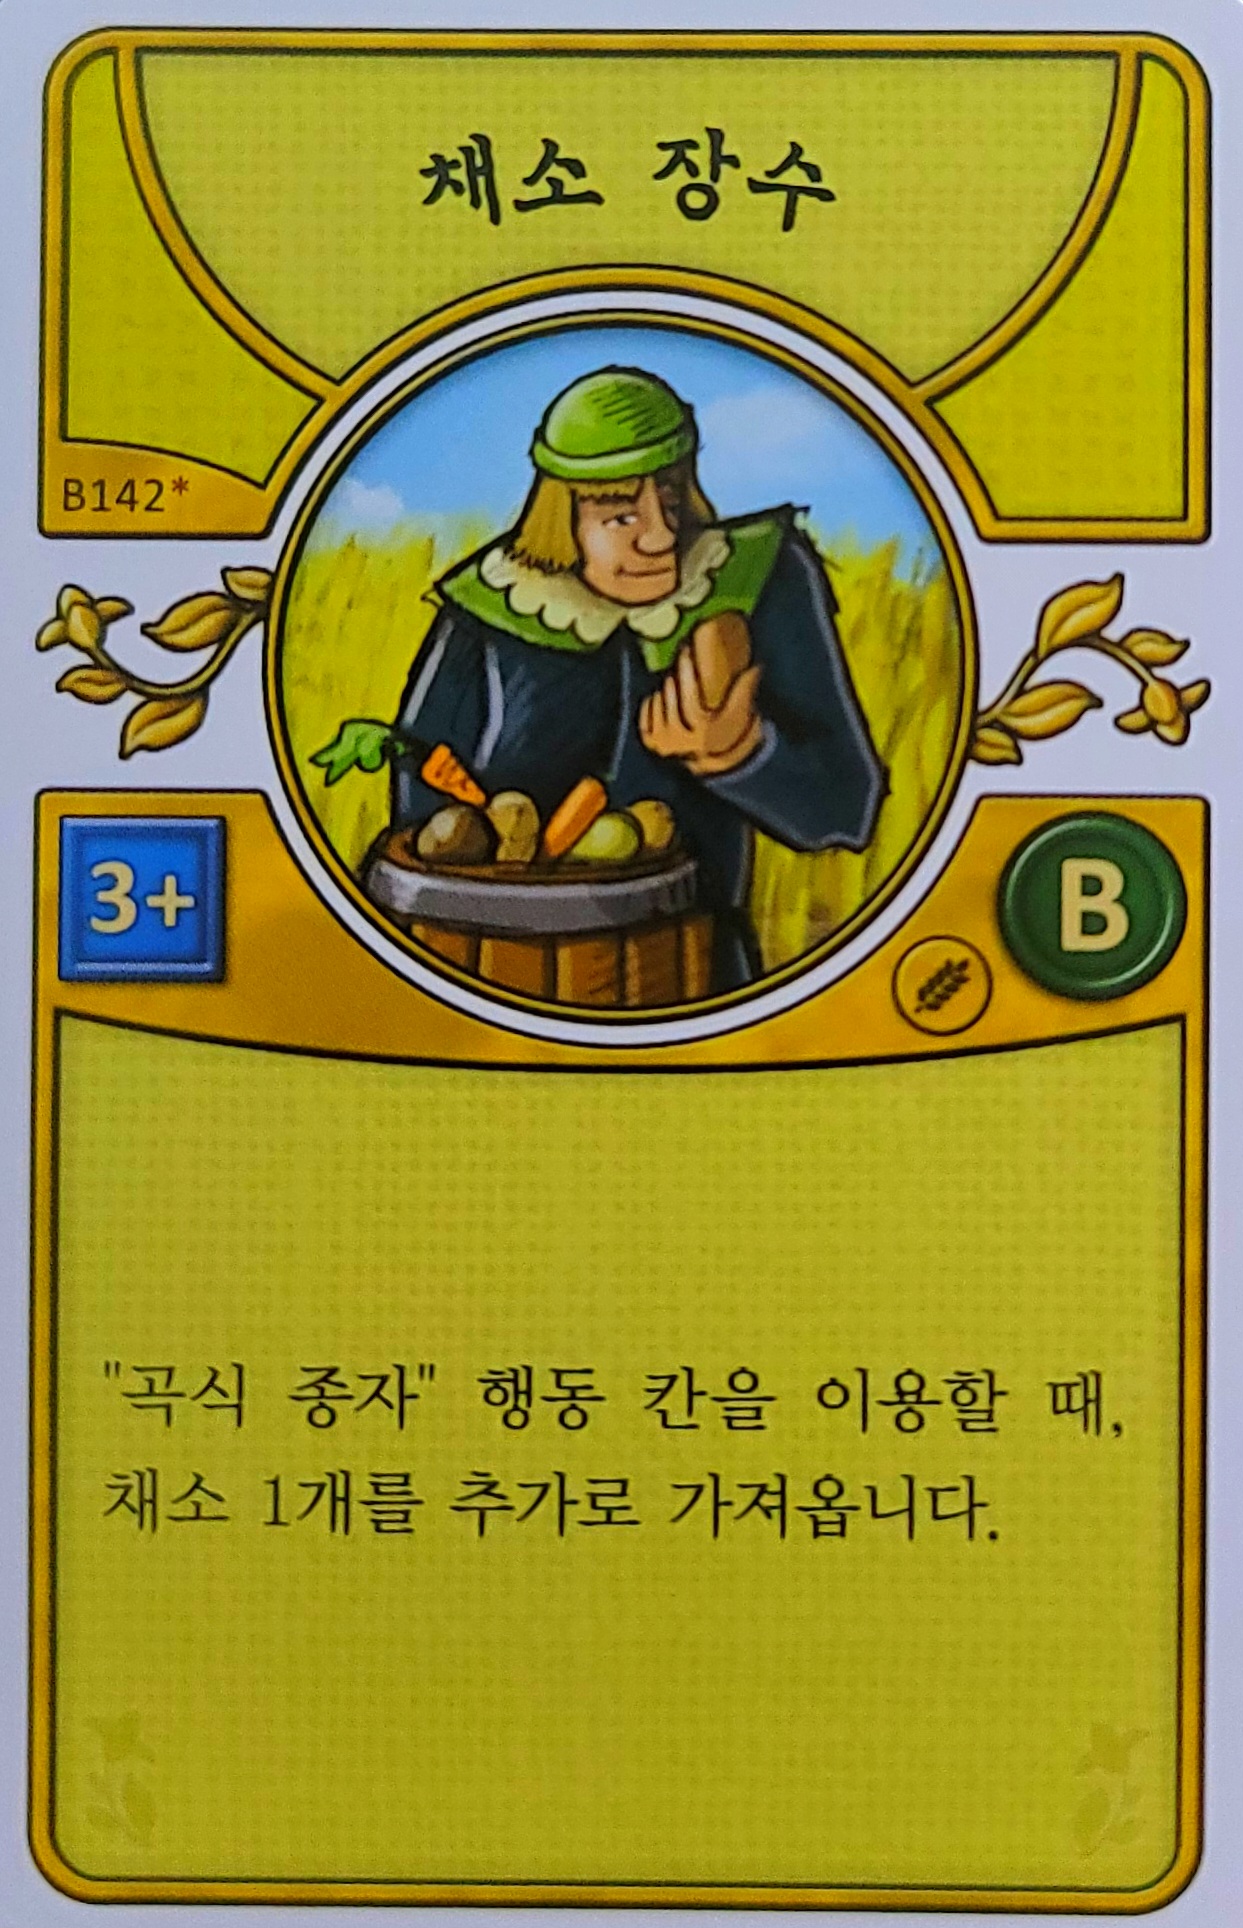 채소 장수
B142*
3+
B
"곡식 종자" 행동 칸을 이용할 때,
채소 1개를 추가로 가져옵니다.